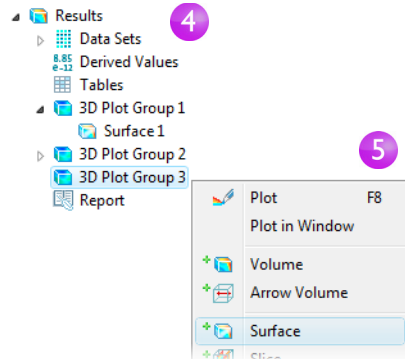 Results
4
Data Sets
8.85
e-12 Derived Values
Tables
3D Plot Group 1
Surface 1
3D Plot Group 2
5
3D Plot Group 3
Report
Plot F8
Plot in Window
Volume
Arrow Volume
Surface
Slice